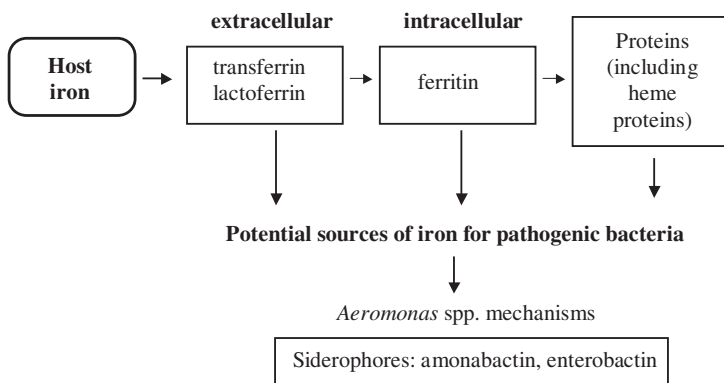 extracellular
intracellular
Host
iron
transferrin
lactoferrin
ferritin
Proteins
(including
heme
proteins)
Potential sources of iron for pathogenic bacteria
Aeromonas spp. mechanisms
Siderophores: amonabactin, enterobactin